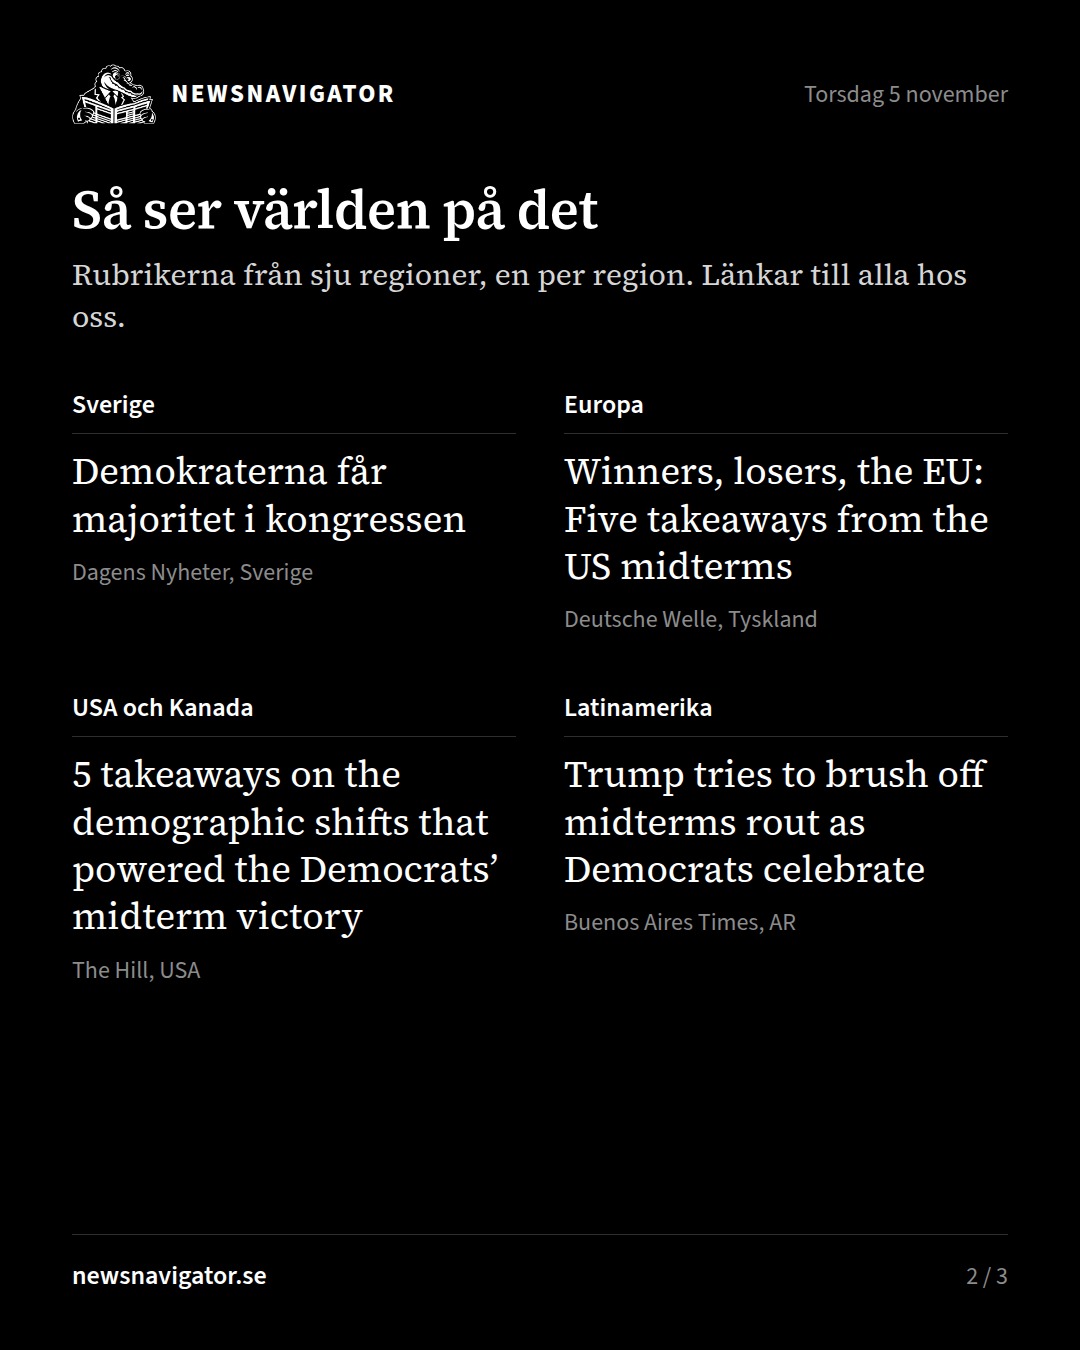 NEWSNAVIGATOR
Torsdag 5 november
Så ser världen på det
Rubrikerna från sju regioner, en per region. Länkar till alla hos
oss.
Sverige
Demokraterna får
majoritet i kongressen
Dagens Nyheter, Sverige
Europa
Winners, losers, the EU:
Five takeaways from the
US midterms
Deutsche Welle, Tyskland
USA och Kanada
5 takeaways on the
demographic shifts that
powered the Democrats’
midterm victory
The Hill, USA
Latinamerika
Trump tries to brush off
midterms rout as
Democrats celebrate
Buenos Aires Times, AR
newsnavigator.se
2 / 3